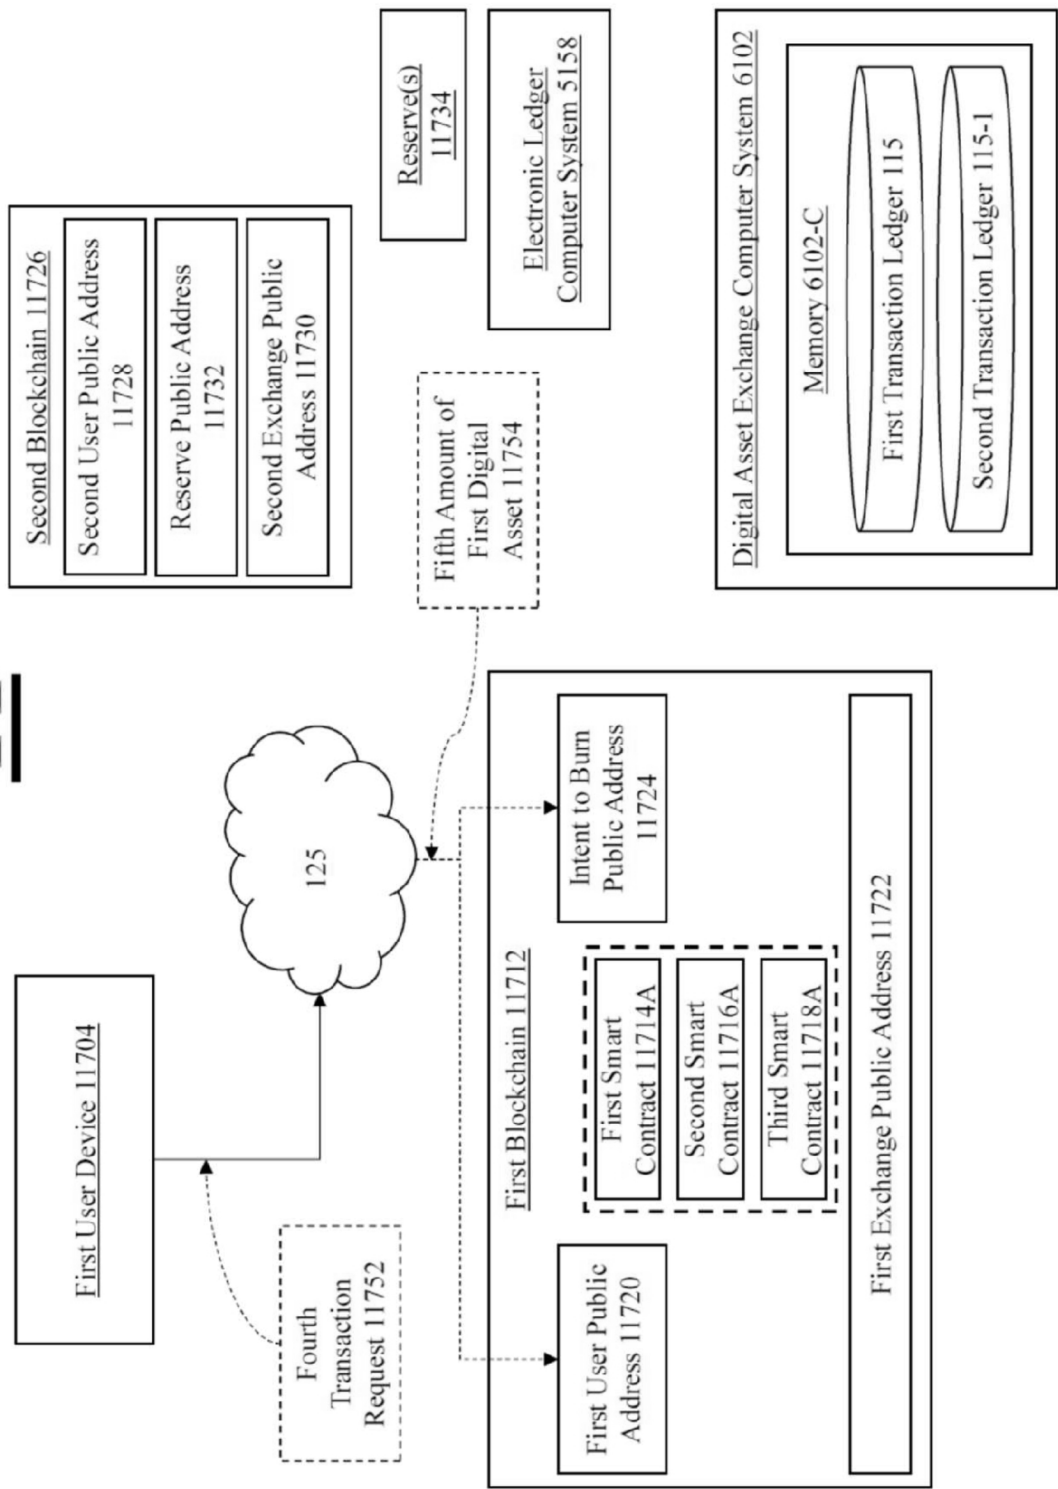 First User Device 11704
Fourth
Transaction
Request 11752
125
Second Blockchain 11726
Second User Public Address
11728
Reserve Public Address
11732
Second Exchange Public
Address 11730
Reserve(s)
11734
Fifth Amount of
First Digital
Asset 11754
Electronic Ledger
Computer System 5158
First Blockchain 11712
First User Public
Address 11720
First Smart
Contract 11714A
Second Smart
Contract 11716A
Third Smart
Contract 11718A
Intent to Burn
Public Address
11724
First Exchange Public Address 11722
Digital Asset Exchange Computer System 6102
Memory 6102-C
First Transaction Ledger 115
Second Transaction Ledger 115-1